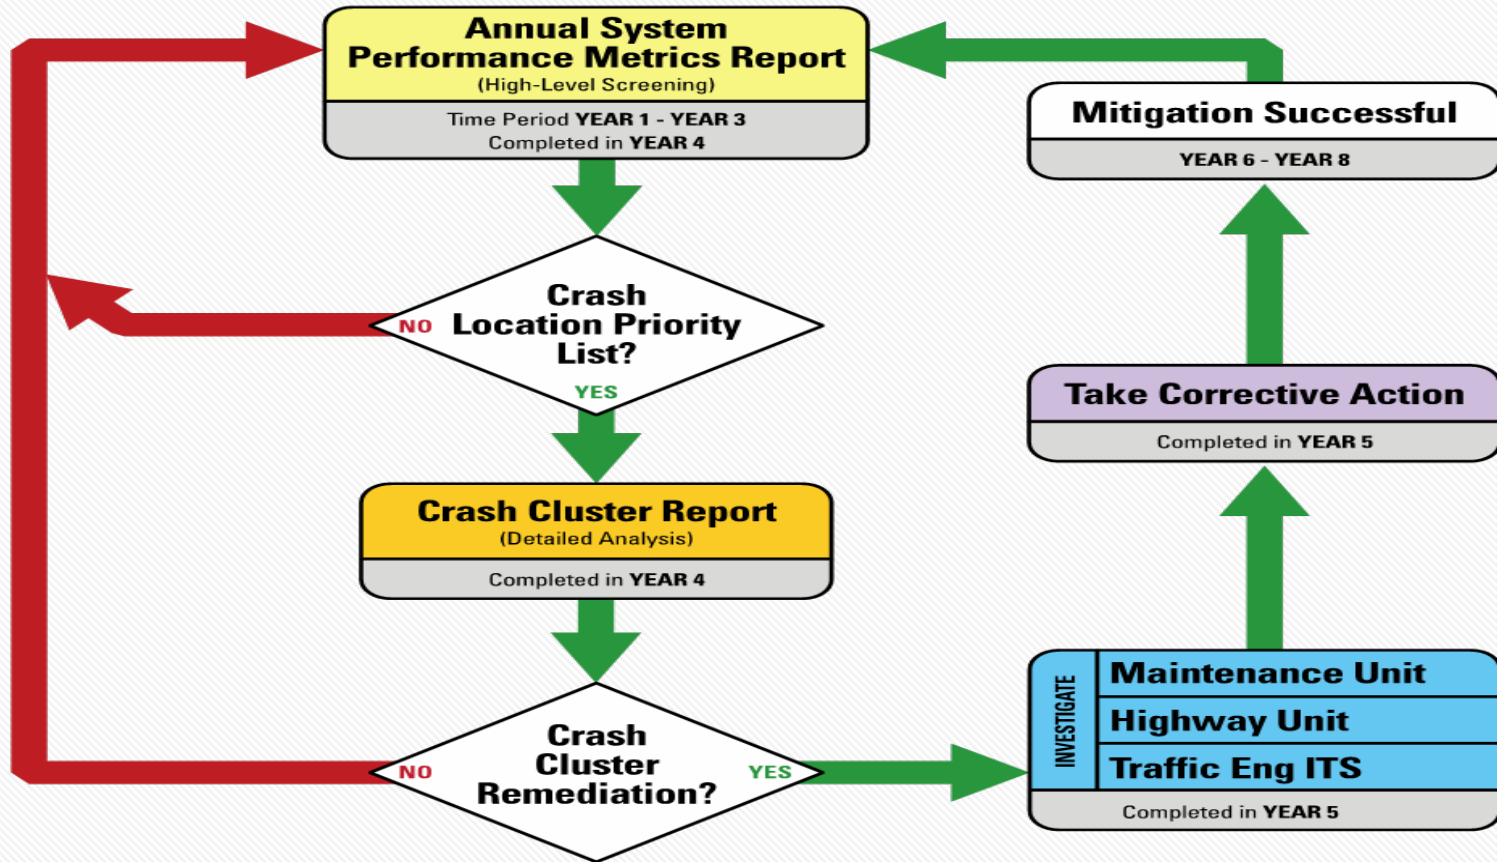 Annual System
Performance Metrics Report
(High-Level Screening)
Time Period YEAR 1 - YEAR 3
Completed in YEAR 4
Mitigation Successful
YEAR 6 - YEAR 8
Crash
NO Location Priority
List?
YES
Take Corrective Action
Completed in YEAR 5
Crash Cluster Report
(Detailed Analysis)
Completed in YEAR 4
Crash
Cluster
Remediation?
NO
YES
INVESTIGATE
Maintenance Unit
Highway Unit
Traffic Eng ITS
Completed in YEAR 5